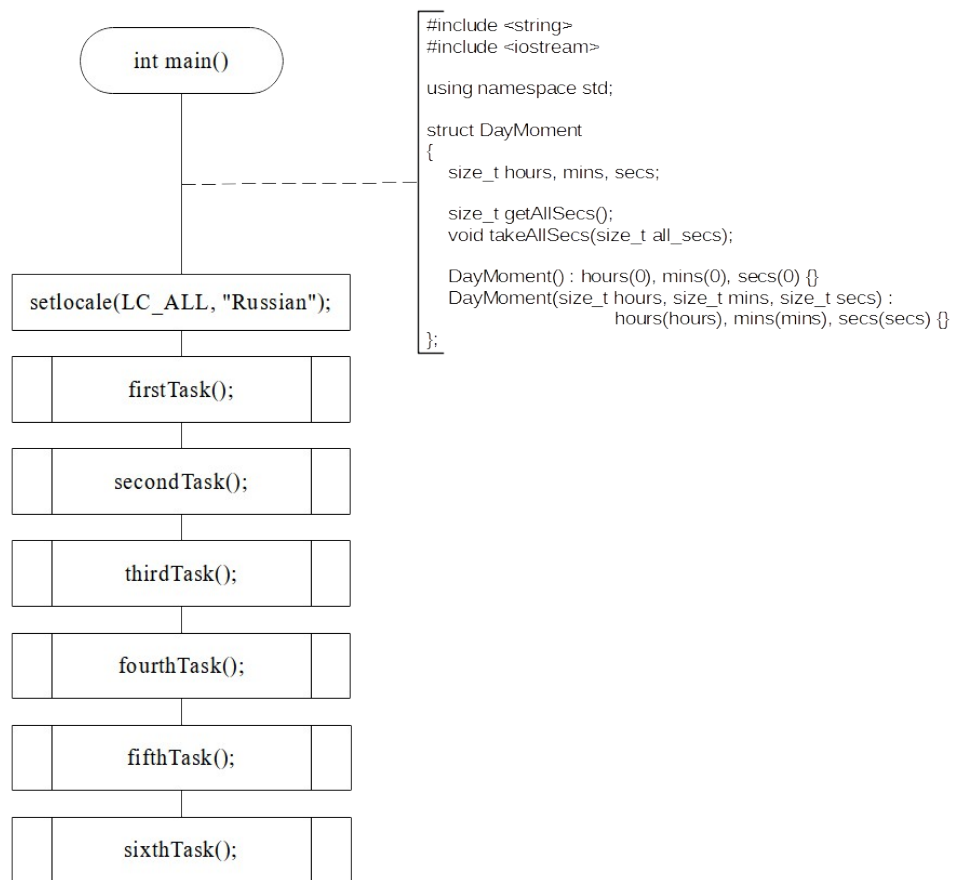 int main()
#include <string>
#include <iostream>
using namespace std;
struct DayMoment
{
size_t hours, mins, secs;
size_t getAllSecs();
void takeAllSecs(size_t all_secs);
DayMoment() : hours(0), mins(0), secs(0) {}
DayMoment(size_t hours, size_t mins, size_t secs) :
hours(hours), mins(mins), secs(secs) {}
};
setlocale(LC_ALL, "Russian");
firstTask();
secondTask();
thirdTask();
fourthTask();
fifthTask();
sixthTask();